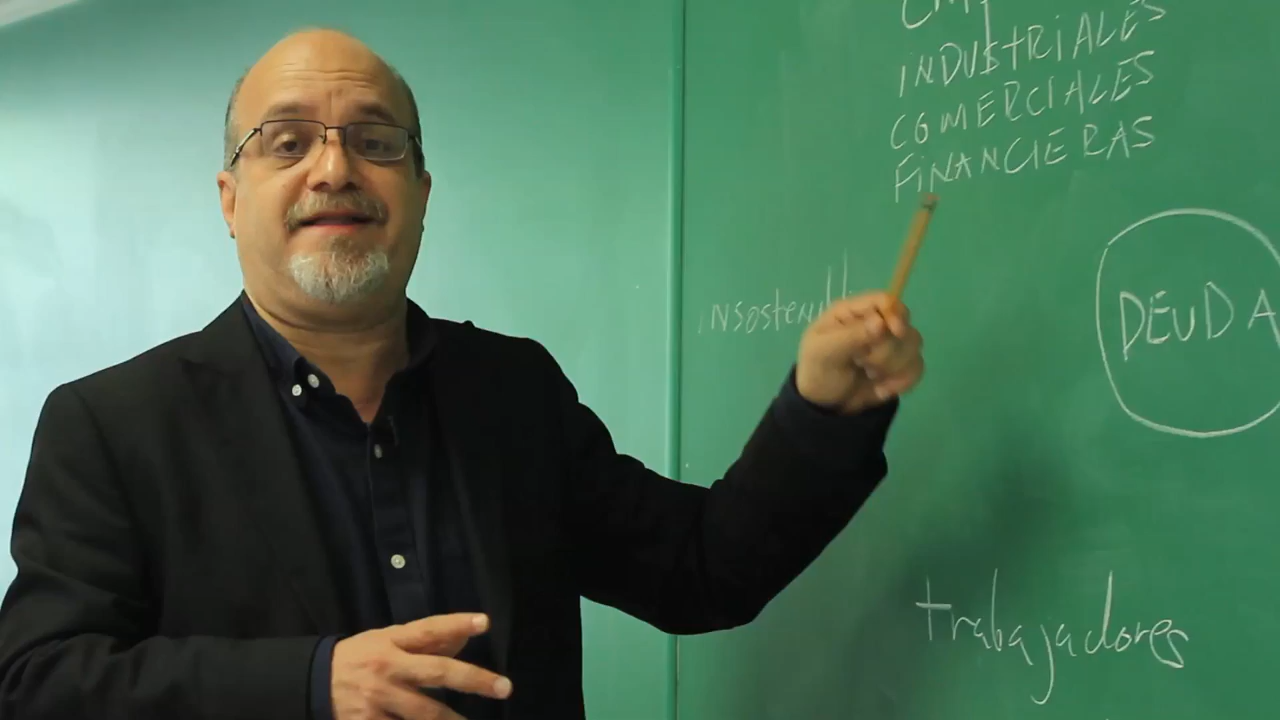 INDUSTRIALES
COMERCIALES
FINANCIERAS
DEUDA
trabajadores